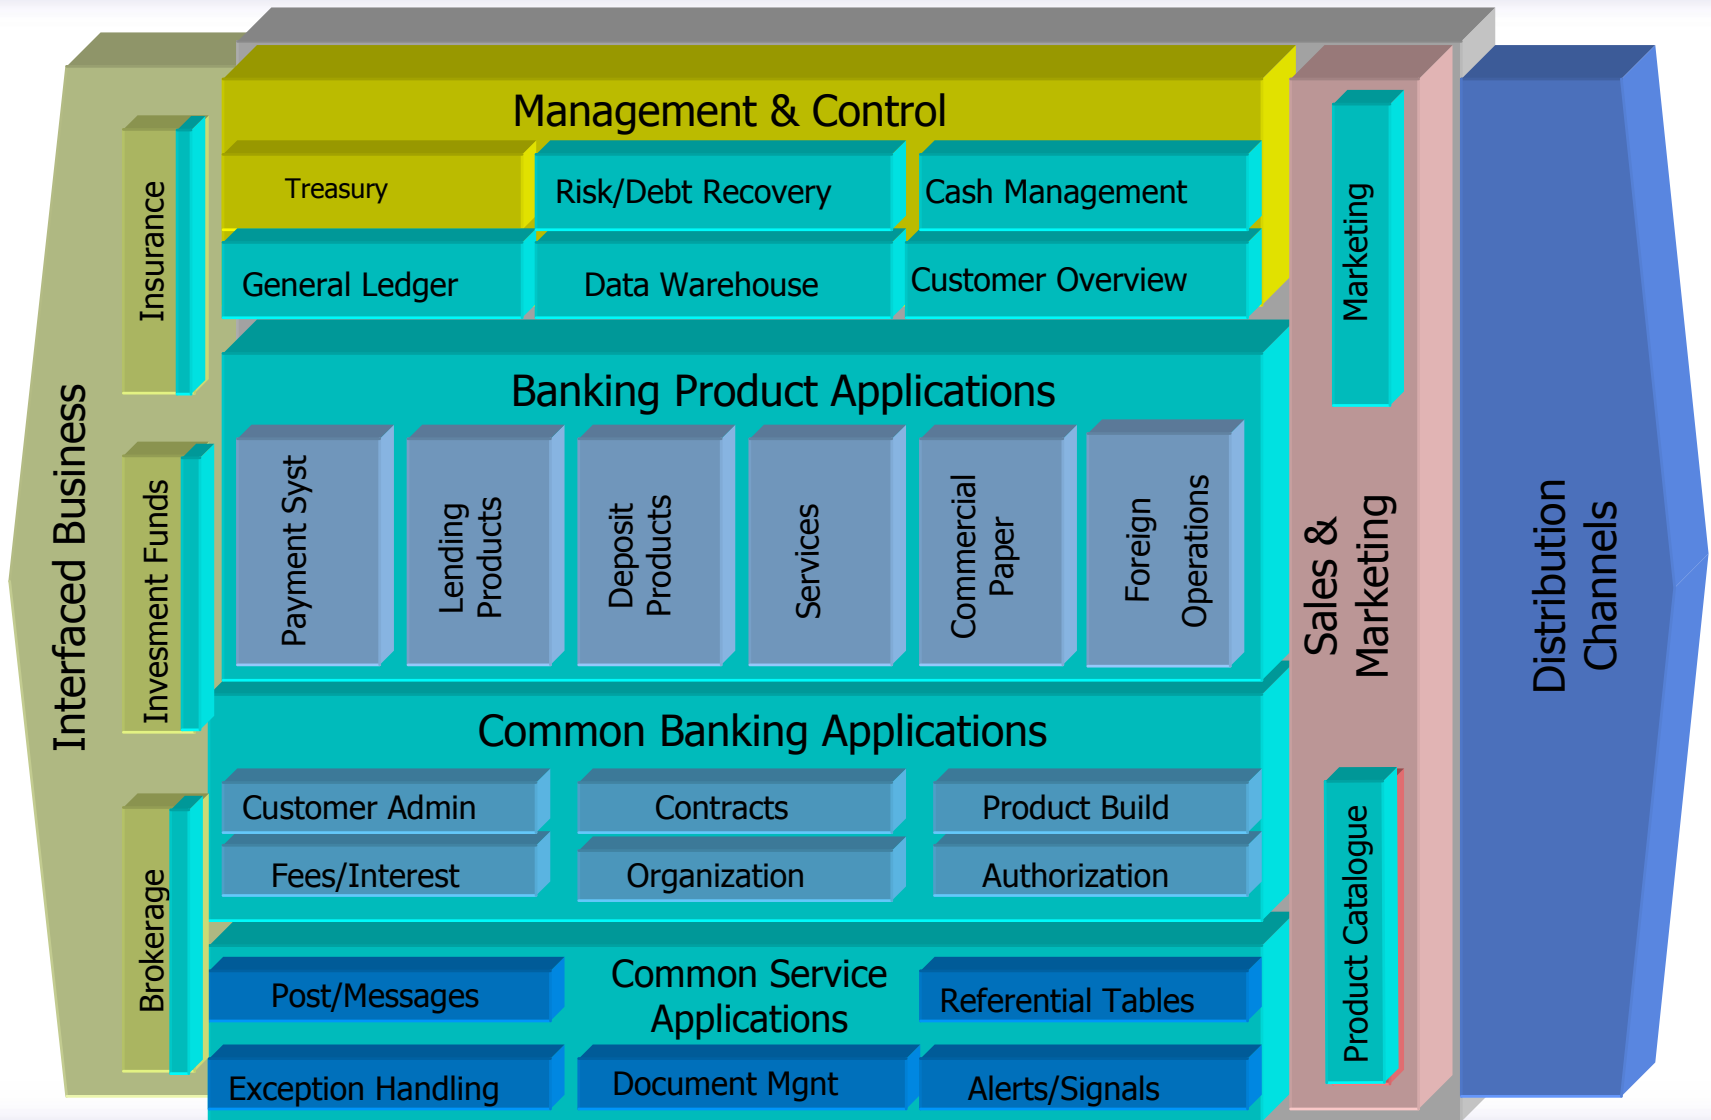 Management & Control
Treasury
Risk/Debt Recovery
Cash Management
General Ledger
Data Warehouse
Customer Overview
Interfaced Business
Insurance
Invesment Funds
Brokerage
Banking Product Applications
Payment Syst
Lending
Products
Deposit
Products
Services
Commercial
Paper
Foreign
Operations
Common Banking Applications
Customer Admin
Contracts
Product Build
Fees/Interest
Organization
Authorization
Common Service
Applications
Post/Messages
Referential Tables
Exception Handling
Document Mgnt
Alerts/Signals
Marketing
Sales &
Marketing
Product Catalogue
Distribution
Channels